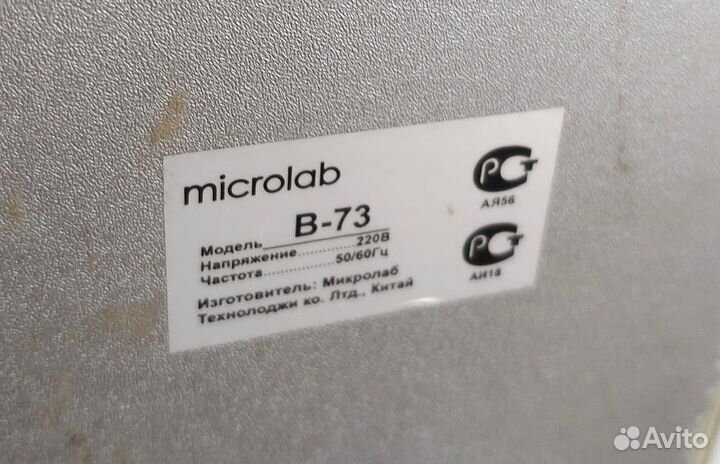 microlab
Модель B-73
Напряжение...............220В
Частота......................50/60Гц
Изготовитель: Микролаб
Технолоджи ко. Лтд., Китай
РСТ
АЯ56
РСТ
АИ18
Avito